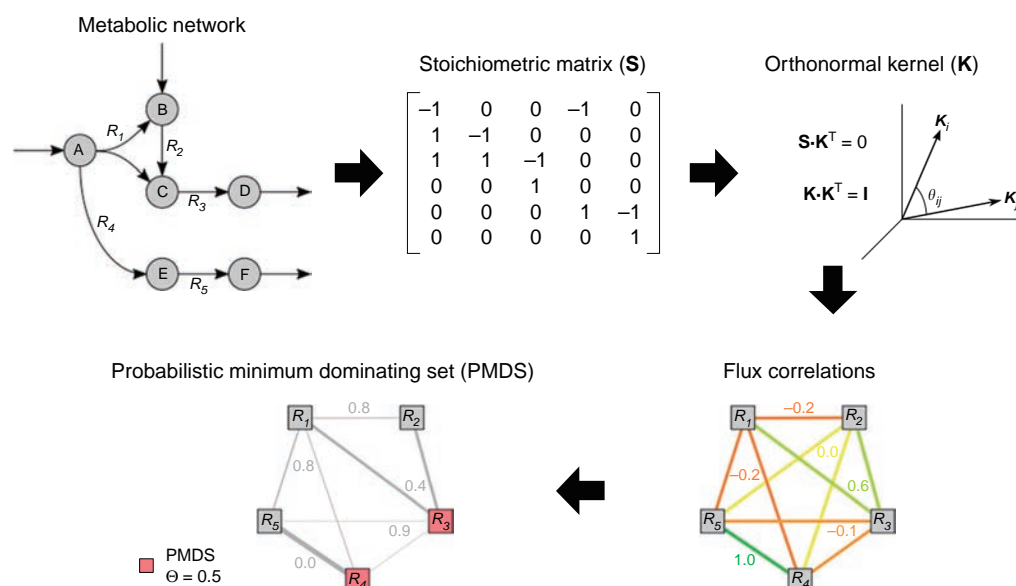 Metabolic network
A
B
C
D
E
F
R1
R2
R3
R4
R5
Stoichiometric matrix (S)
–1 0 0 –1 0
1 –1 0 0 0
1 1 –1 0 0
0 0 1 0 0
0 0 0 1 –1
0 0 0 0 1
Orthonormal kernel (K)
S·K^T = 0
K·K^T = I
Ki
θij
Probabilistic minimum dominating set (PMDS)
R1
0.8
R2
0.8
0.4
R5
0.9
R3
0.0
R4
PMDS
Θ = 0.5
Flux correlations
R1
–0.2
R2
0.0
–0.2
0.6
R5
–0.1
R3
1.0
R4